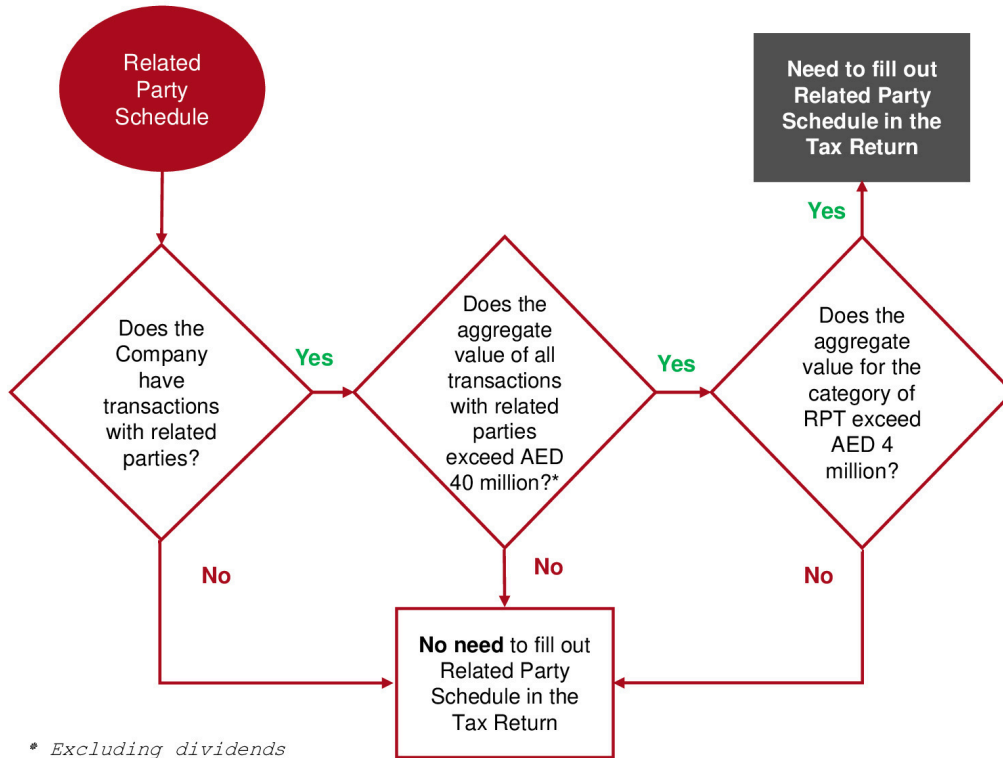 Related
Party
Schedule
Need to fill out
Related Party
Schedule in the
Tax Return
Yes
Does the
Company
have
transactions
with related
parties?
Yes
Does the
aggregate
value of all
transactions
with related
parties
exceed AED
40 million?*
Yes
Does the
aggregate
value for the
category of
RPT exceed
AED 4
million?
No
No
No
No need to fill out
Related Party
Schedule in the
Tax Return
* Excluding dividends